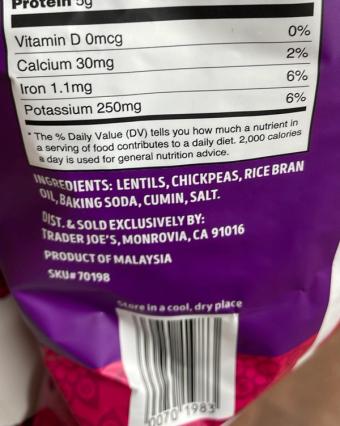 Protein 5g
Vitamin D 0mcg 0%
Calcium 30mg 2%
Iron 1.1mg 6%
Potassium 250mg 6%
* The % Daily Value (DV) tells you how much a nutrient in
a serving of food contributes to a daily diet. 2,000 calories
a day is used for general nutrition advice.
INGREDIENTS: LENTILS, CHICKPEAS, RICE BRAN
OIL, BAKING SODA, CUMIN, SALT.
DIST. & SOLD EXCLUSIVELY BY:
TRADER JOE'S, MONROVIA, CA 91016
PRODUCT OF MALAYSIA
SKU# 70198
Store in a cool, dry place
0070 1983